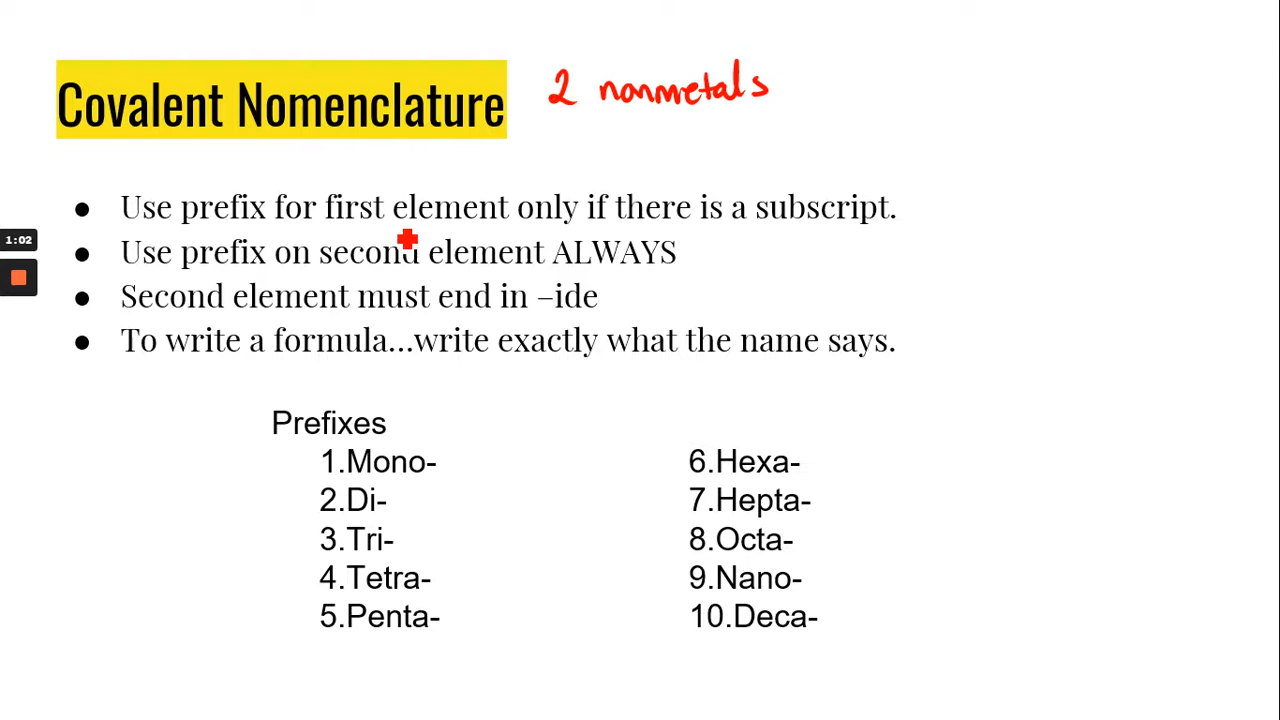 Covalent Nomenclature 2 nonmetals
● Use prefix for first element only if there is a subscript.
● Use prefix on second element ALWAYS
● Second element must end in –ide
● To write a formula...write exactly what the name says.
1:02
Prefixes
1.Mono-
2.Di-
3.Tri-
4.Tetra-
5.Penta-
6.Hexa-
7.Hepta-
8.Octa-
9.Nano-
10.Deca-